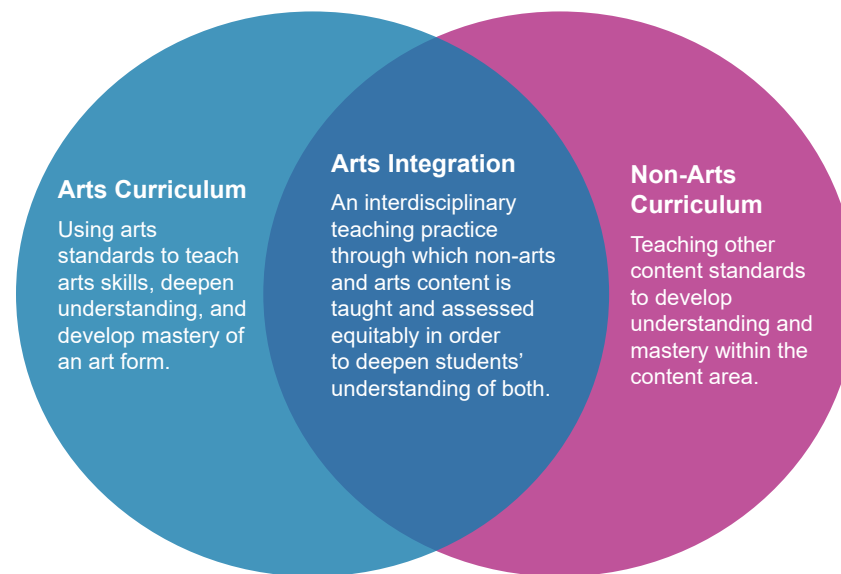 Arts Curriculum
Using arts
standards to teach
arts skills, deepen
understanding, and
develop mastery of
an art form.
Arts Integration
An interdisciplinary
teaching practice
through which non-arts
and arts content is
taught and assessed
equitably in order
to deepen students’
understanding of both.
Non-Arts
Curriculum
Teaching other
content standards
to develop
understanding and
mastery within the
content area.